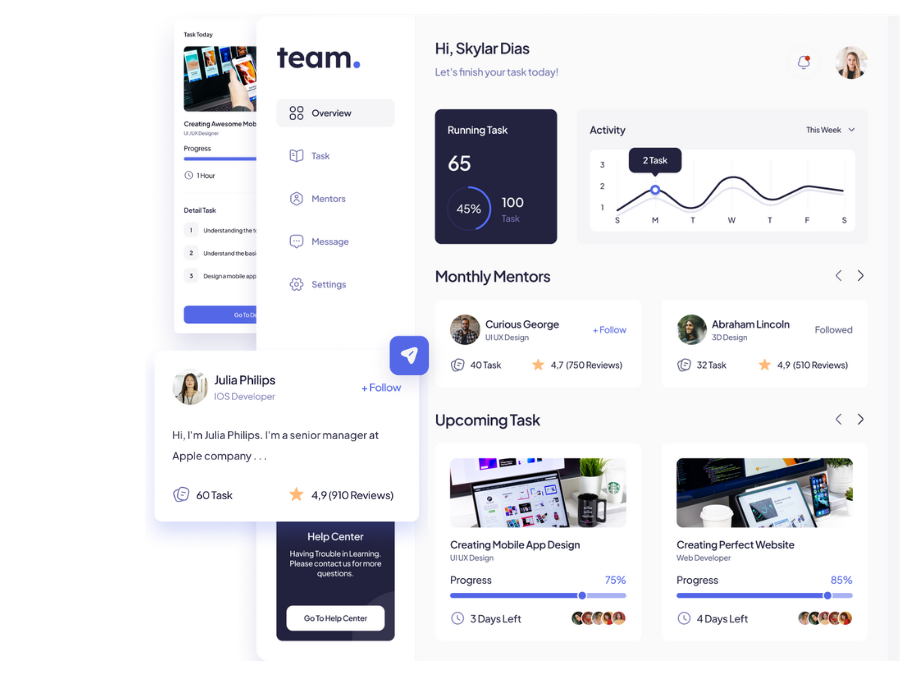 Task Today
Creating Awesome Mob
UI/UX Designer
Progress
1 Hour
Detail Task
1 Understanding the to
2 Understand the basi
3 Design a mobile app
Go To De
team.
Overview
Task
Mentors
Message
Settings
Julia Philips
IOS Developer
+ Follow
Hi, I'm Julia Philips. I'm a senior manager at
Apple company . . .
60 Task
4,9 (910 Reviews)
Help Center
Having Trouble in Learning.
Please contact us for more
questions.
Go To Help Center
Hi, Skylar Dias
Let's finish your task today!
Running Task
65
45%
100
Task
Activity
This Week
3
2
1
2 Task
S M T W T F S
Monthly Mentors
Curious George
UI UX Design
+ Follow
40 Task
4,7 (750 Reviews)
Abraham Lincoln
3D Design
Followed
32 Task
4,9 (510 Reviews)
Upcoming Task
Creating Mobile App Design
UI UX Design
Progress 75%
3 Days Left
Creating Perfect Website
Web Developer
Progress 85%
4 Days Left